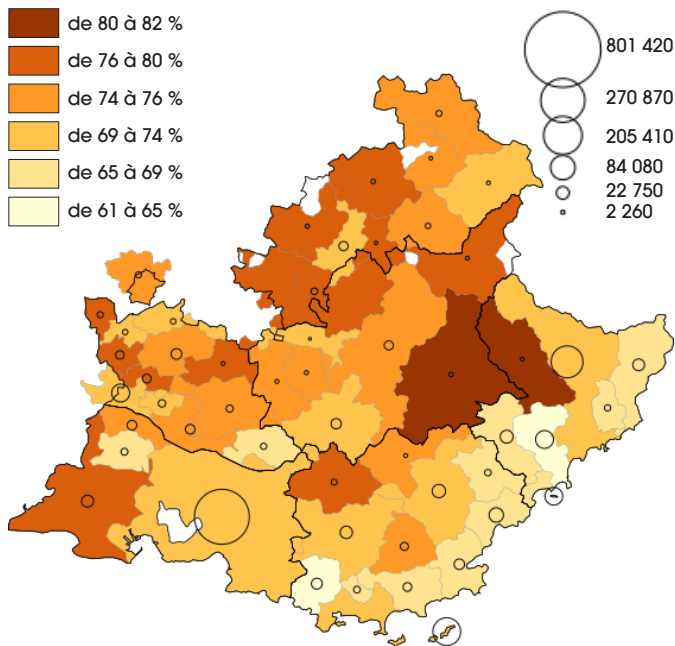 de 80 à 82 %
de 76 à 80 %
de 74 à 76 %
de 69 à 74 %
de 65 à 69 %
de 61 à 65 %
801 420
270 870
205 410
84 080
22 750
2 260